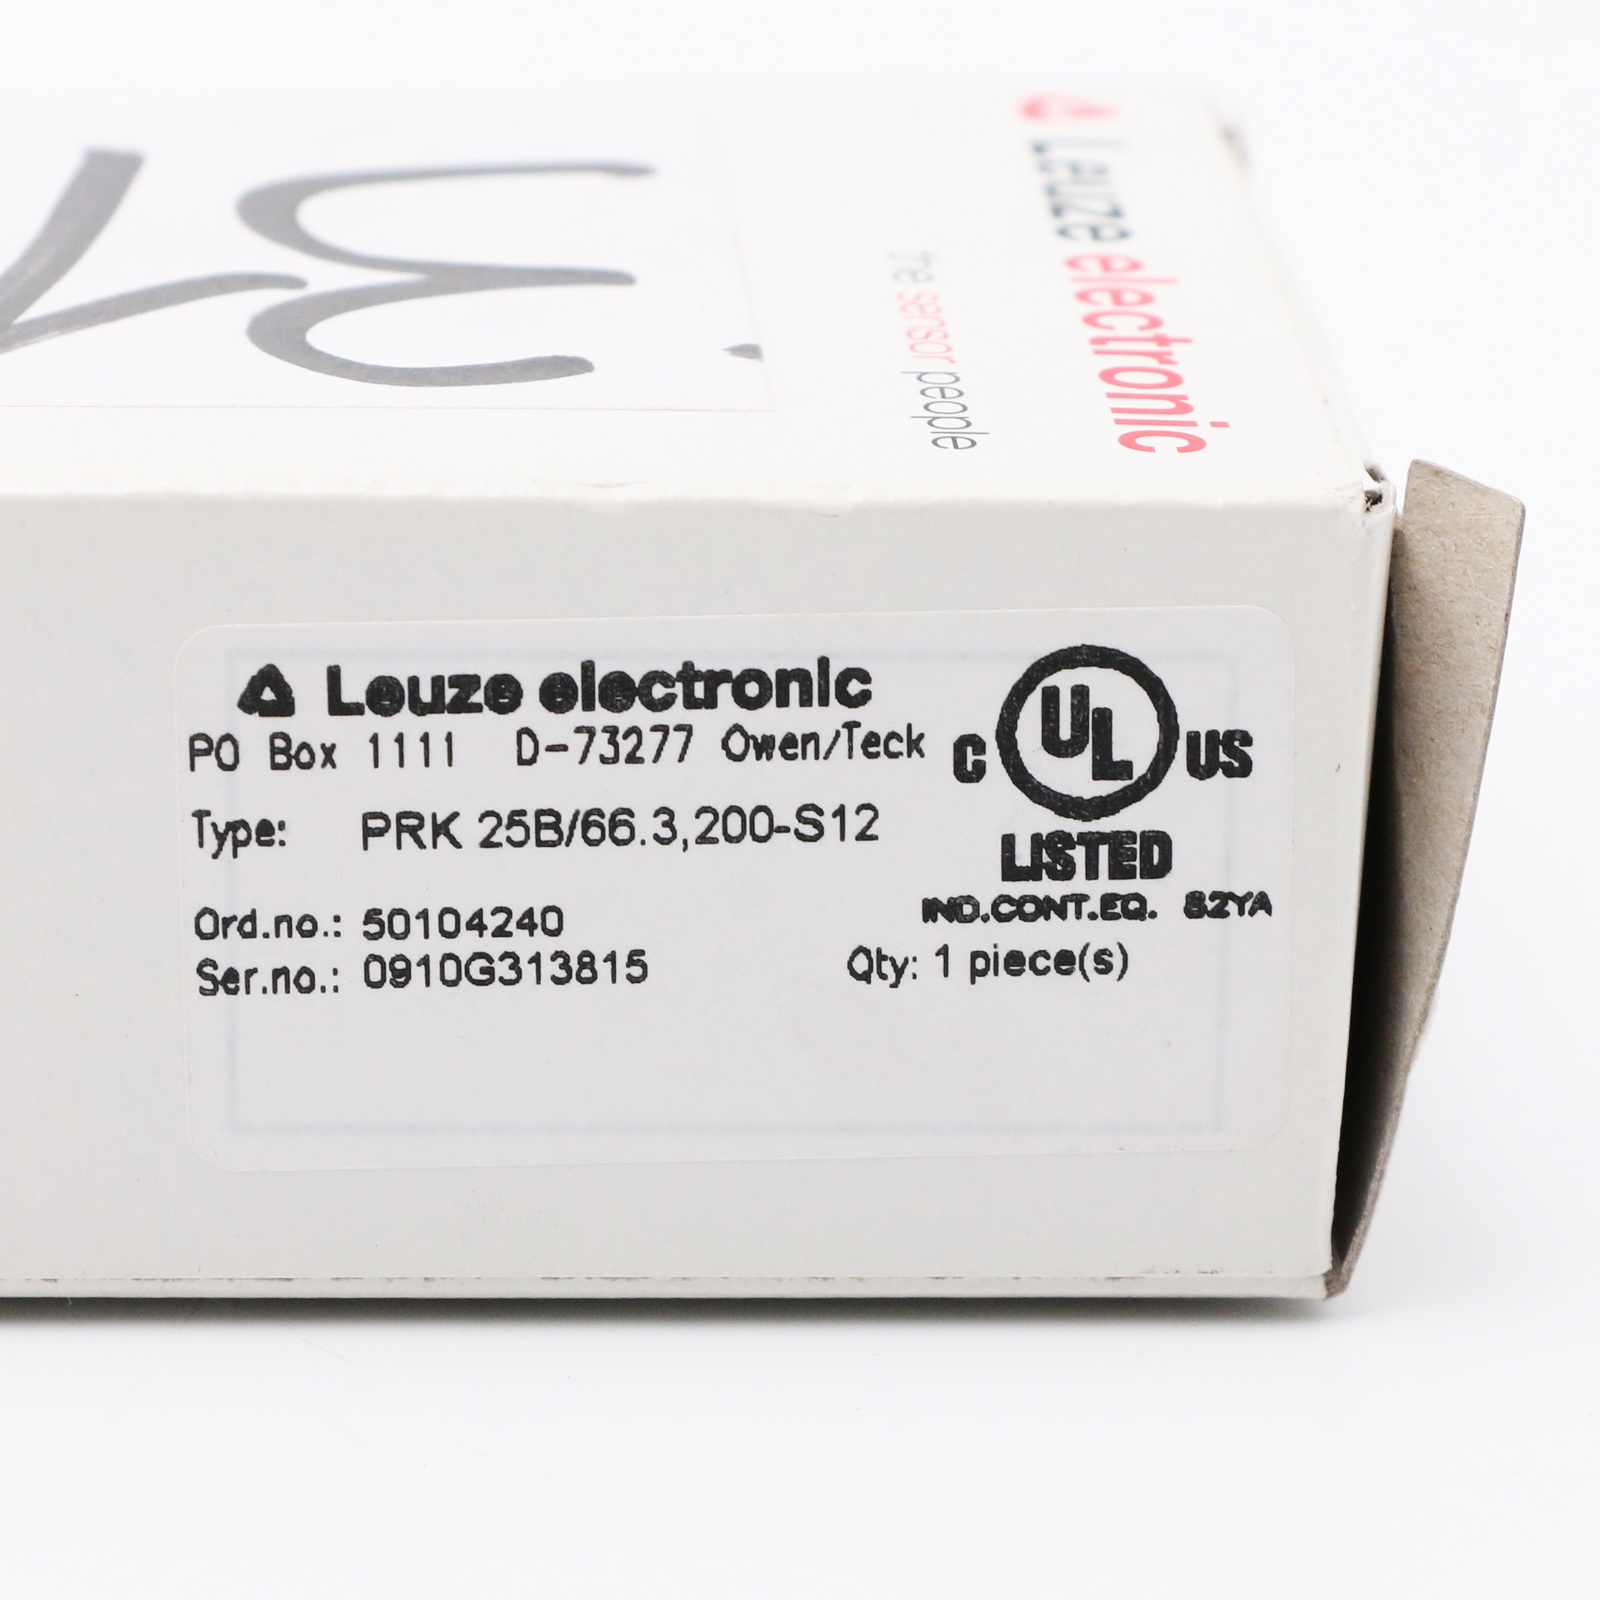 Leuze electronic
the sensor people
Leuze electronic
PO Box 1111 D-73277 Owen/Teck
Type: PRK 25B/66.3,200-S12
Ord.no.: 50104240
Ser.no.: 0910G313815
C UL US
LISTED
IND.CONT.EQ. 82YA
Qty: 1 piece(s)